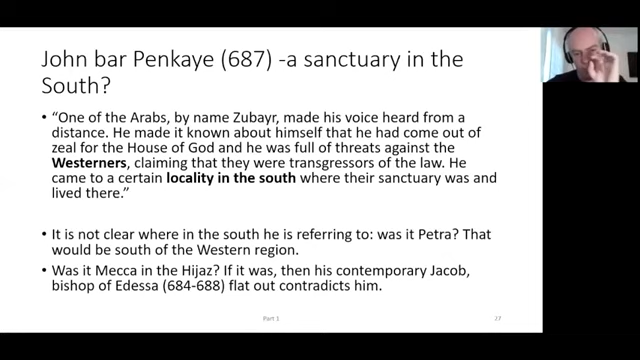 John bar Penkaye (687) -a sanctuary in the
South?
• “One of the Arabs, by name Zubayr, made his voice heard from a
distance. He made it known about himself that he had come out of
zeal for the House of God and he was full of threats against the
Westerners, claiming that they were transgressors of the law. He
came to a certain locality in the south where their sanctuary was and
lived there.”
• It is not clear where in the south he is referring to: was it Petra? That
would be south of the Western region.
• Was it Mecca in the Hijaz? If it was, then his contemporary Jacob,
bishop of Edessa (684-688) flat out contradicts him.
Part 1
27